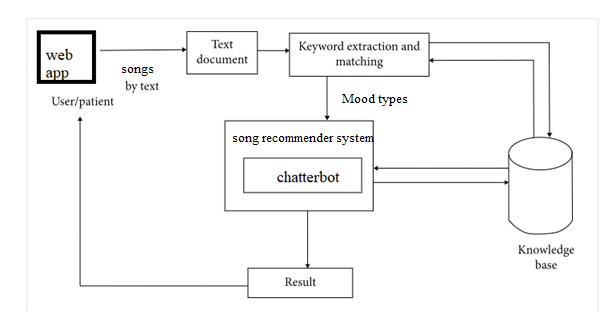 web
app
User/patient
songs
by text
Text
document
Keyword extraction and
matching
Mood types
song recommender system
chatterbot
Knowledge
base
Result